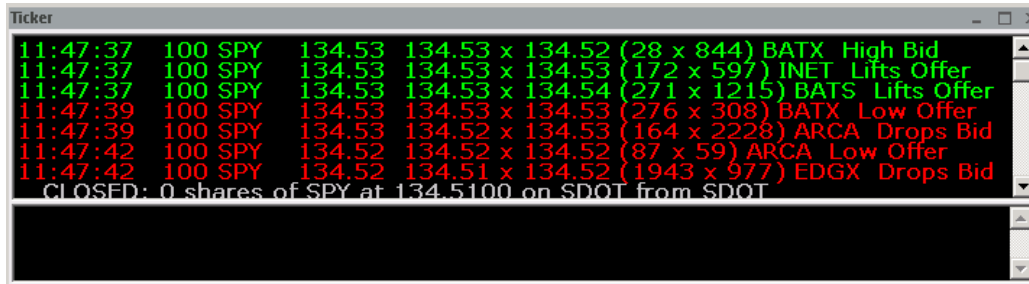 Ticker
11:47:37 100 SPY 134.53 134.53 x 134.52 (28 x 844) BATX High Bid
11:47:37 100 SPY 134.53 134.53 x 134.53 (172 x 597) INET Lifts Offer
11:47:37 100 SPY 134.53 134.53 x 134.54 (271 x 1215) BATS Lifts Offer
11:47:39 100 SPY 134.53 134.53 x 134.53 (276 x 308) BATX Low Offer
11:47:39 100 SPY 134.53 134.52 x 134.53 (164 x 2228) ARCA Drops Bid
11:47:42 100 SPY 134.52 134.52 x 134.52 (87 x 59) ARCA Low Offer
11:47:42 100 SPY 134.52 134.51 x 134.52 (1943 x 977) EDGX Drops Bid
CLOSED: 0 shares of SPY at 134.5100 on SDOT from SDOT